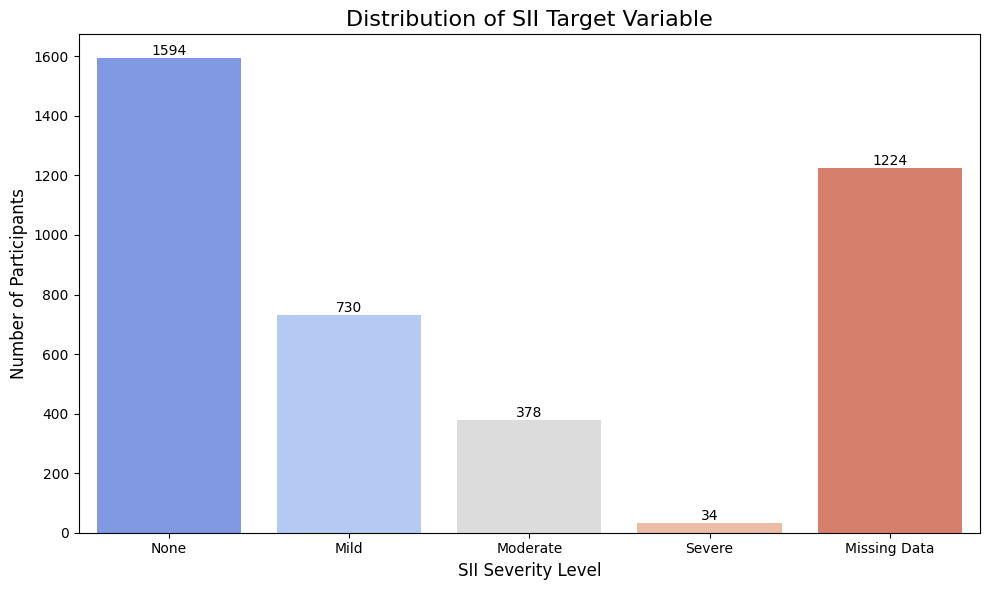 Distribution of SII Target Variable
Number of Participants
1600
1400
1200
1000
800
600
400
200
0
1594
730
378
34
1224
None
Mild
Moderate
Severe
Missing Data
SII Severity Level